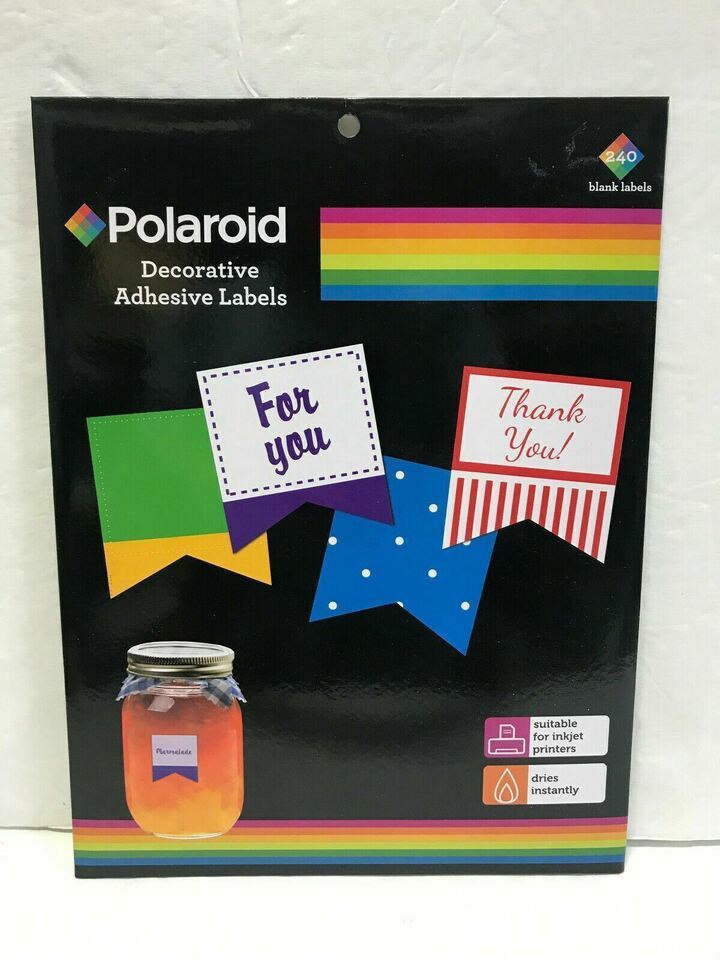 240
blank labels
Polaroid
Decorative
Adhesive Labels
For
you
Thank
You!
Marmalade
suitable
for inkjet
printers
dries
instantly